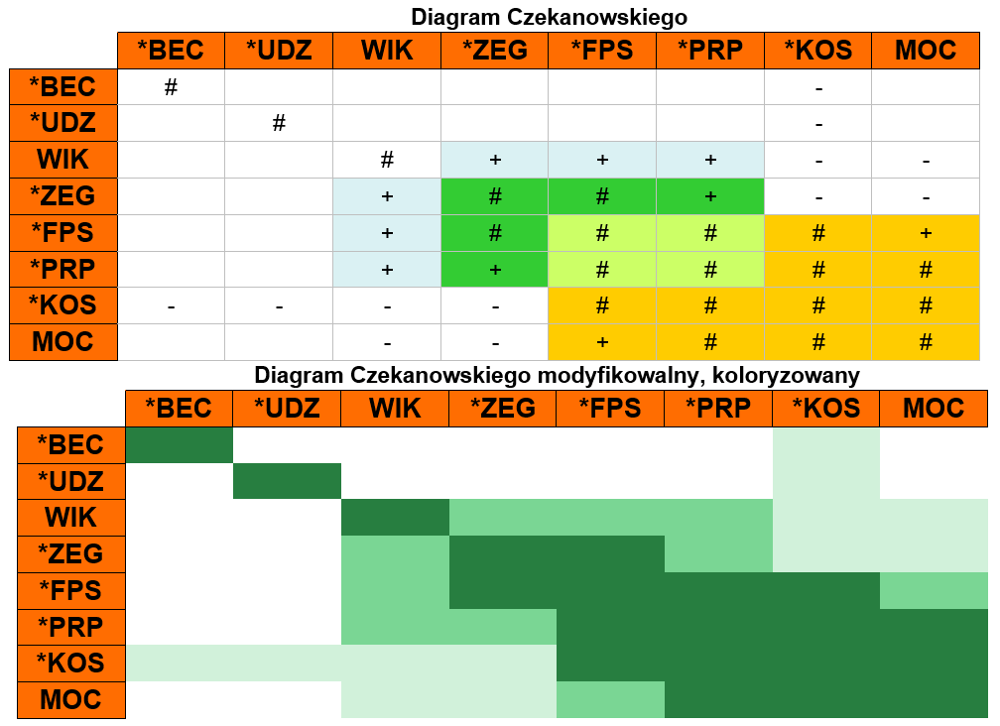 Diagram Czekanowskiego
*BEC *UDZ WIK *ZEG *FPS *PRP *KOS MOC
*BEC # -
*UDZ # -
WIK # + + + - -
*ZEG + # # + - -
*FPS + # # # # +
*PRP + + # # # #
*KOS - - - - # # # #
MOC - - + # # #
Diagram Czekanowskiego modyfikowalny, koloryzowany
*BEC *UDZ WIK *ZEG *FPS *PRP *KOS MOC
*BEC
*UDZ
WIK
*ZEG
*FPS
*PRP
*KOS
MOC